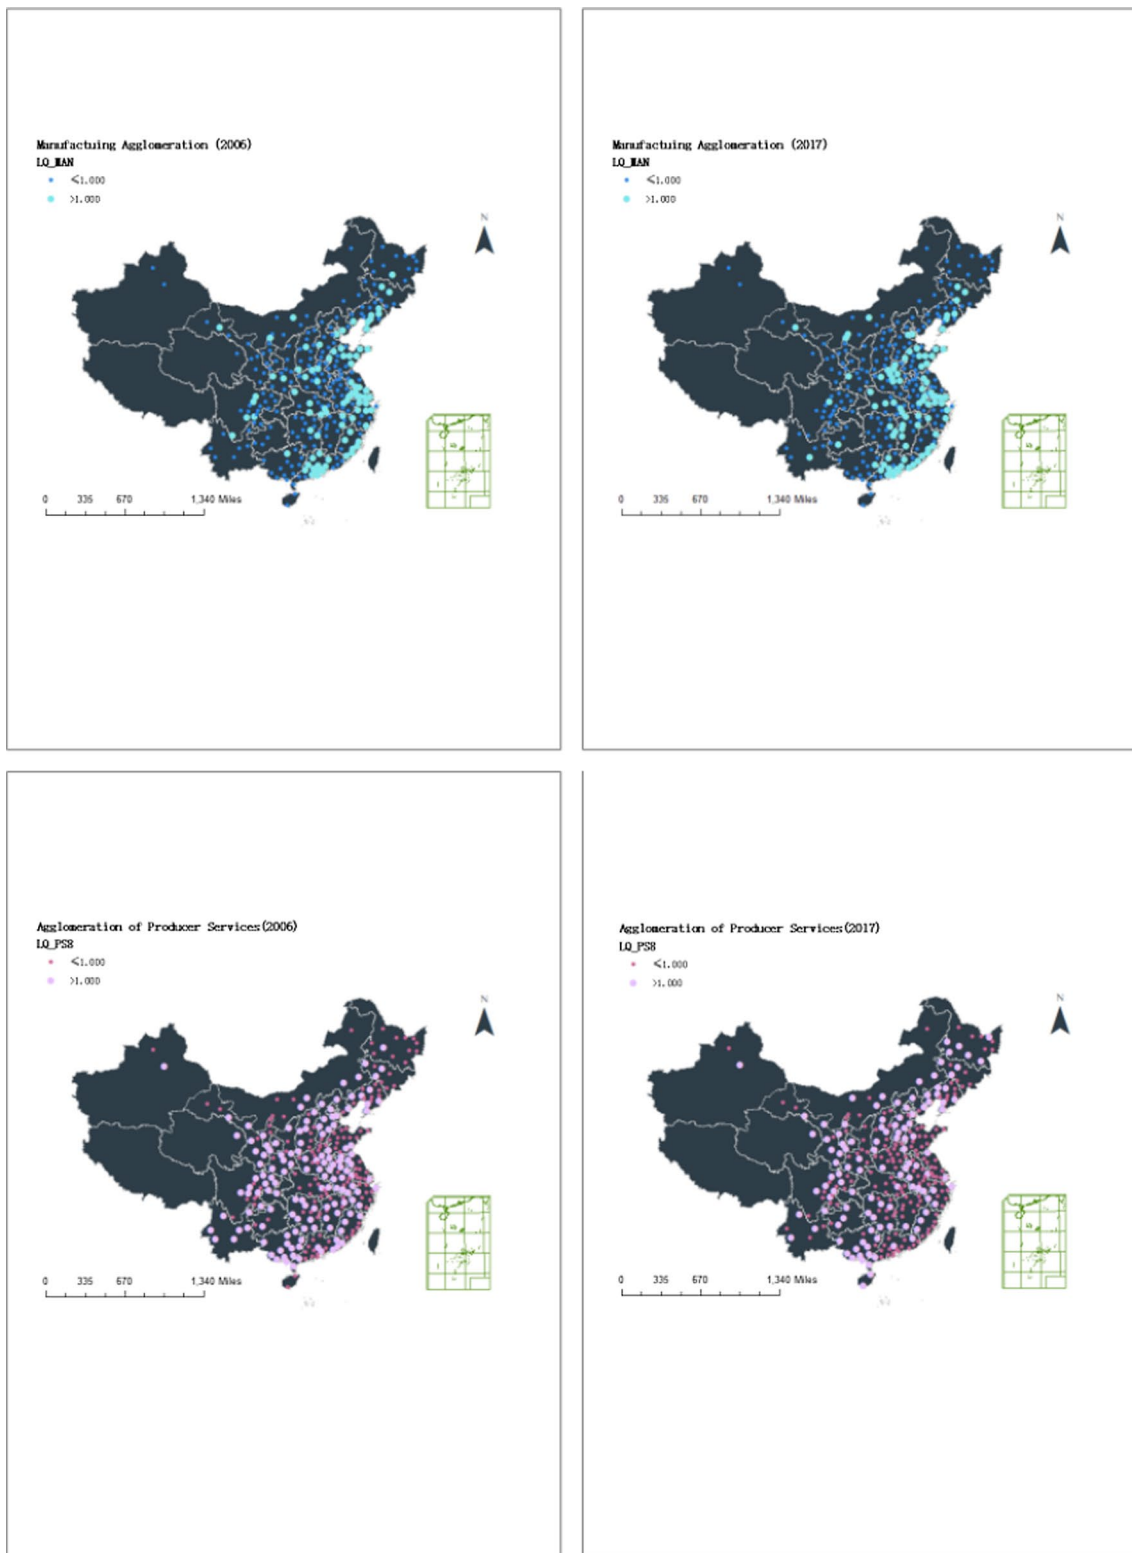 Manufactuing Agglomeration (2006)
LQ_MAN
≤1.000
>1.000
N
0 335 670 1,340 Miles
Manufactuing Agglomeration (2017)
LQ_MAN
≤1.000
>1.000
N
0 335 670 1,340 Miles
Agglomeration of Producer Services(2006)
LQ_PS8
≤1.000
>1.000
N
0 335 670 1,340 Miles
Agglomeration of Producer Services(2017)
LQ_PS8
≤1.000
>1.000
N
0 335 670 1,340 Miles